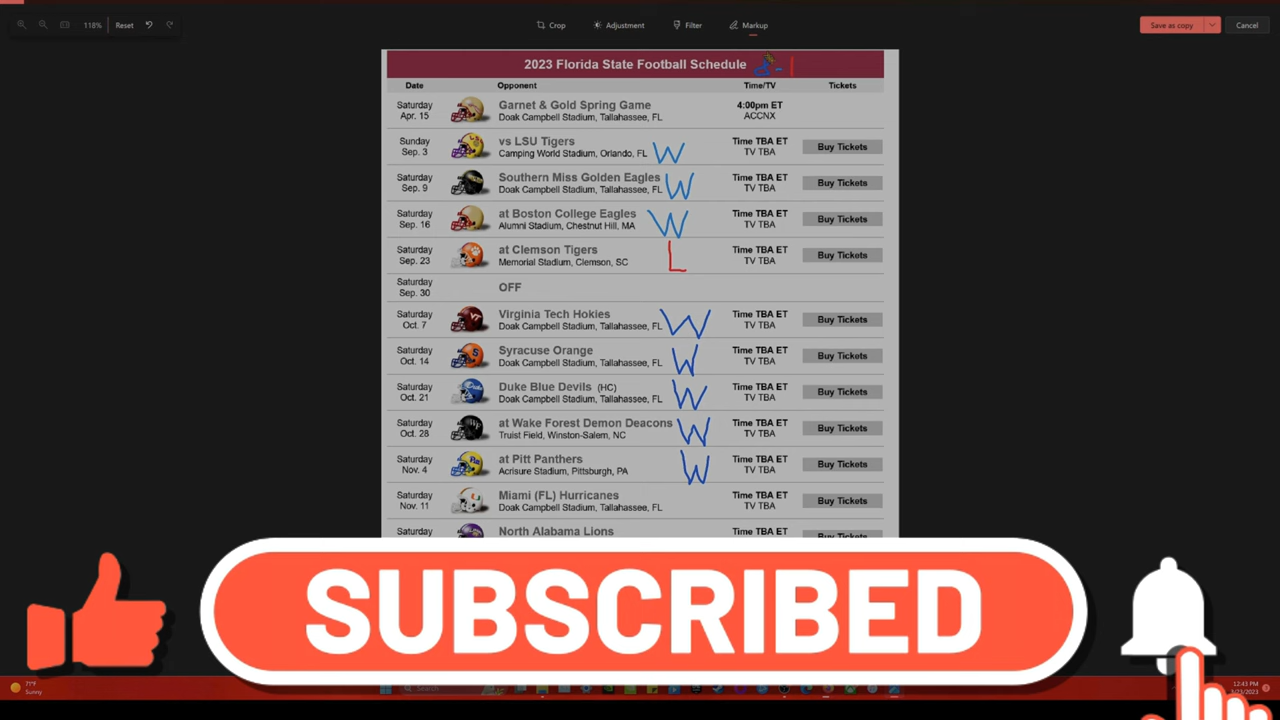 118% Reset Crop Adjustment Filter Markup Save as copy Cancel
2023 Florida State Football Schedule
Date Opponent Time/TV Tickets
Saturday Garnet & Gold Spring Game 4:00pm ET
Apr. 15 Doak Campbell Stadium, Tallahassee, FL ACCNX
Sunday vs LSU Tigers Time TBA ET Buy Tickets
Sep. 3 Camping World Stadium, Orlando, FL W TV TBA
Saturday Southern Miss Golden Eagles Time TBA ET Buy Tickets
Sep. 9 Doak Campbell Stadium, Tallahassee, FL W TV TBA
Saturday at Boston College Eagles Time TBA ET Buy Tickets
Sep. 16 Alumni Stadium, Chestnut Hill, MA W TV TBA
Saturday at Clemson Tigers Time TBA ET Buy Tickets
Sep. 23 Memorial Stadium, Clemson, SC L TV TBA
Saturday OFF
Sep. 30
Saturday Virginia Tech Hokies Time TBA ET Buy Tickets
Oct. 7 Doak Campbell Stadium, Tallahassee, FL W TV TBA
Saturday Syracuse Orange Time TBA ET Buy Tickets
Oct. 14 Doak Campbell Stadium, Tallahassee, FL W TV TBA
Saturday Duke Blue Devils (HC) Time TBA ET Buy Tickets
Oct. 21 Doak Campbell Stadium, Tallahassee, FL W TV TBA
Saturday at Wake Forest Demon Deacons Time TBA ET Buy Tickets
Oct. 28 Truist Field, Winston-Salem, NC W TV TBA
Saturday at Pitt Panthers Time TBA ET Buy Tickets
Nov. 4 Acrisure Stadium, Pittsburgh, PA W TV TBA
Saturday Miami (FL) Hurricanes Time TBA ET Buy Tickets
Nov. 11 Doak Campbell Stadium, Tallahassee, FL TV TBA
Saturday North Alabama Lions Time TBA ET Buy Tickets
SUBSCRIBED
71°F Search 12:43 PM
Sunny